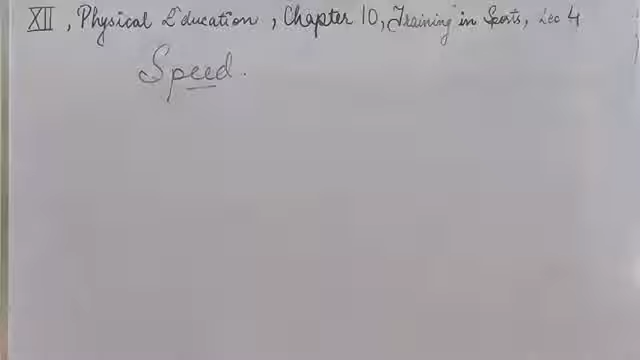 XII, Physical Education, Chapter 10, Training in Sports, Lec 4
Speed.